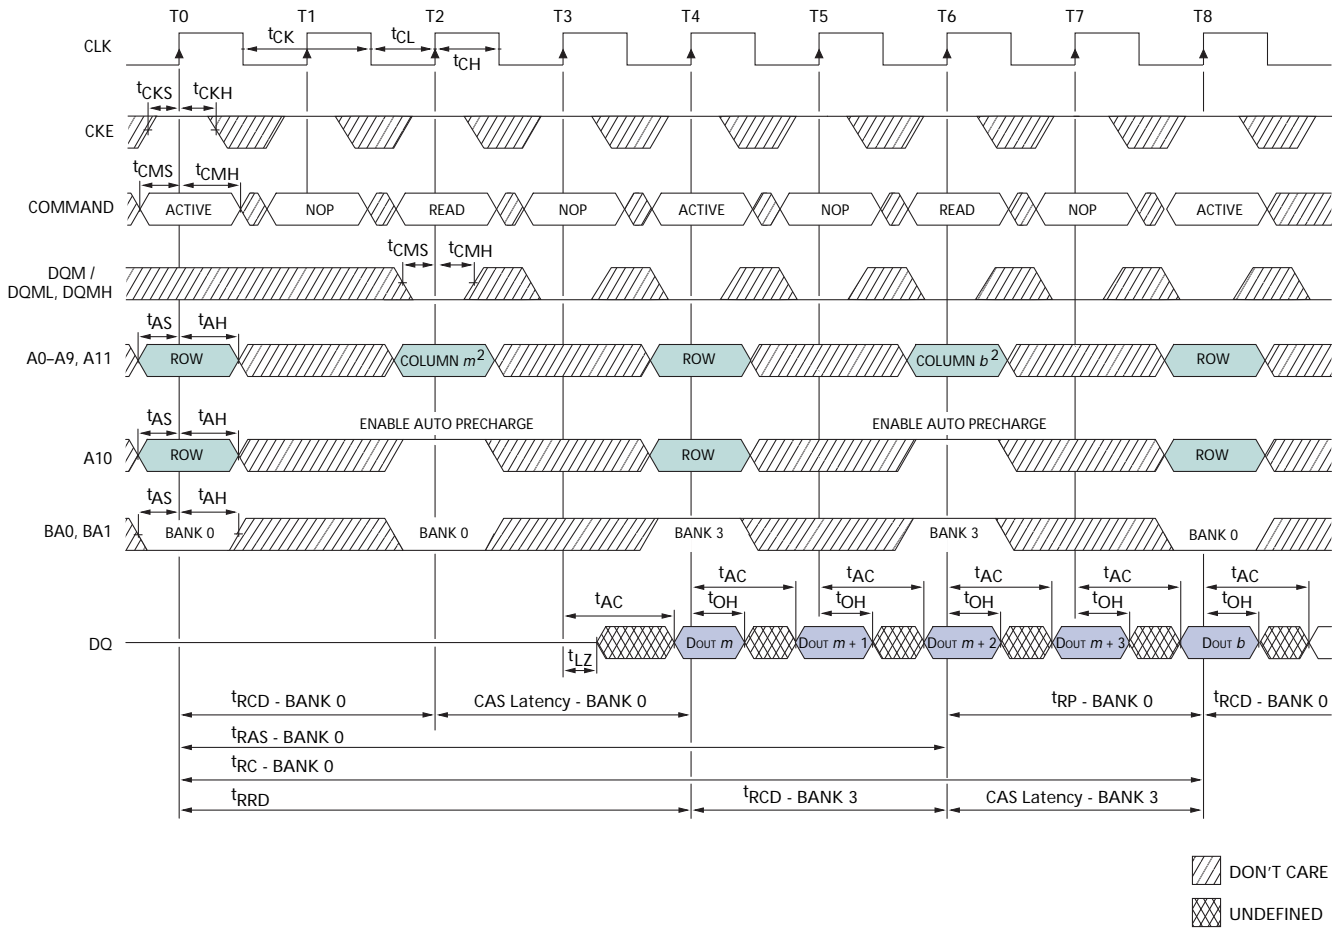 T0 T1 T2 T3 T4 T5 T6 T7 T8
CLK
tCK tCL
tCH
tCKS tCKH
CKE
tCMS tCMH
COMMAND ACTIVE NOP READ NOP ACTIVE NOP READ NOP ACTIVE
tCMS tCMH
DQM /
DQML, DQMH
tAS tAH
A0–A9, A11 ROW COLUMN m2 ROW COLUMN b2 ROW
tAS tAH ENABLE AUTO PRECHARGE ENABLE AUTO PRECHARGE
A10 ROW ROW ROW
tAS tAH
BA0, BA1 BANK 0 BANK 0 BANK 3 BANK 3 BANK 0
tAC tAC tAC tAC tAC
tAC tOH tOH tOH tOH tOH
DQ DOUT m DOUT m + 1 DOUT m + 2 DOUT m + 3 DOUT b
tLZ
tRCD - BANK 0 CAS Latency - BANK 0 tRP - BANK 0 tRCD - BANK 0
tRAS - BANK 0
tRC - BANK 0
tRRD tRCD - BANK 3 CAS Latency - BANK 3
DON'T CARE
UNDEFINED